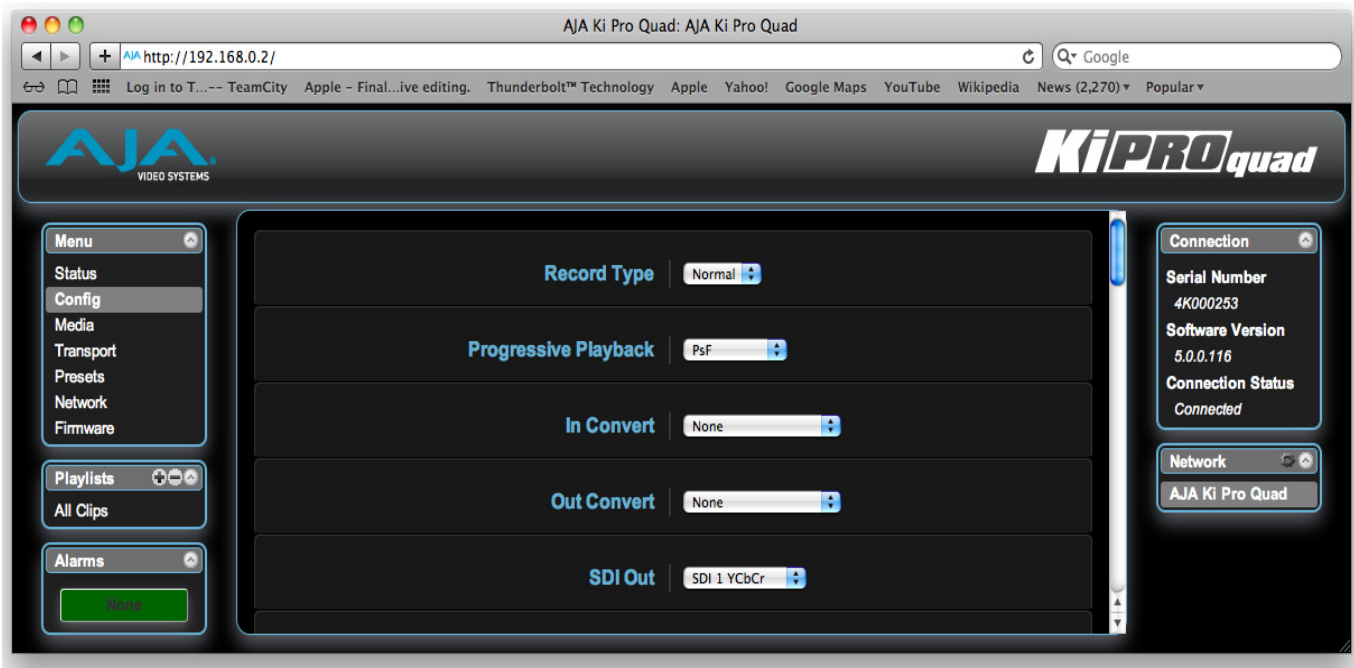 AJA Ki Pro Quad: AJA Ki Pro Quad
AJA http://192.168.0.2/
Google
Log in to T...-- TeamCity Apple - Final...ive editing. Thunderbolt™ Technology Apple Yahoo! Google Maps YouTube Wikipedia News (2,270) Popular
AJA®
VIDEO SYSTEMS
KiPRO quad
Menu
Status
Config
Media
Transport
Presets
Network
Firmware
Playlists
All Clips
Alarms
None
Record Type Normal
Progressive Playback PsF
In Convert None
Out Convert None
SDI Out SDI 1 YCbCr
Connection
Serial Number
4K000253
Software Version
5.0.0.116
Connection Status
Connected
Network
AJA Ki Pro Quad